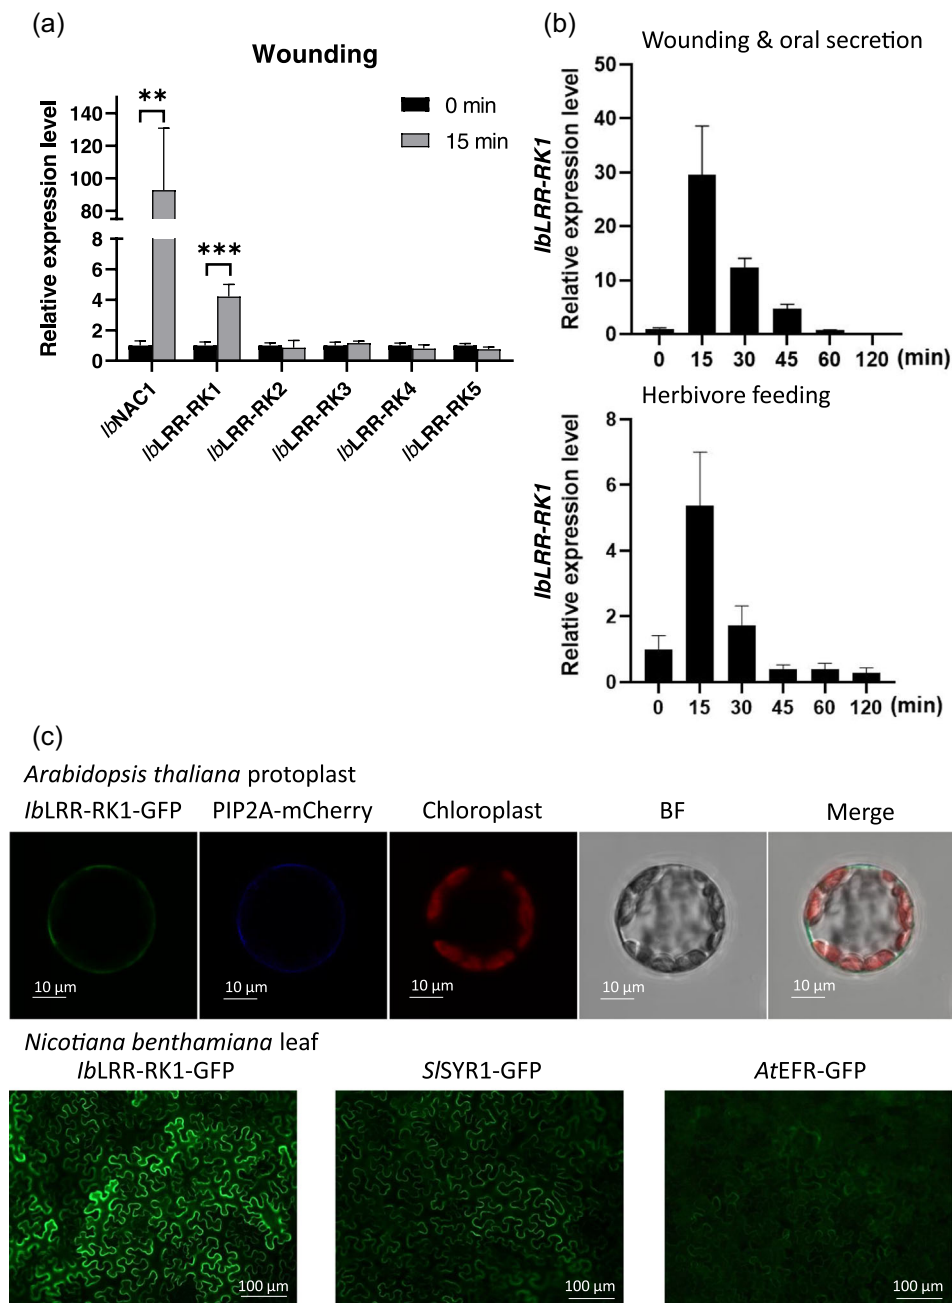 (a)
Wounding
Relative expression level
140
120
100
80
8
6
4
2
0
**
***
0 min
15 min
IbNAC1
IbLRR-RK1
IbLRR-RK2
IbLRR-RK3
IbLRR-RK4
IbLRR-RK5
(b)
Wounding & oral secretion
IbLRR-RK1
Relative expression level
50
40
30
20
10
0
0 15 30 45 60 120 (min)
Herbivore feeding
IbLRR-RK1
Relative expression level
8
6
4
2
0
0 15 30 45 60 120 (min)
(c)
Arabidopsis thaliana protoplast
IbLRR-RK1-GFP PIP2A-mCherry Chloroplast BF Merge
10 µm 10 µm 10 µm 10 µm 10 µm
Nicotiana benthamiana leaf
IbLRR-RK1-GFP SlSYR1-GFP AtEFR-GFP
100 µm 100 µm 100 µm